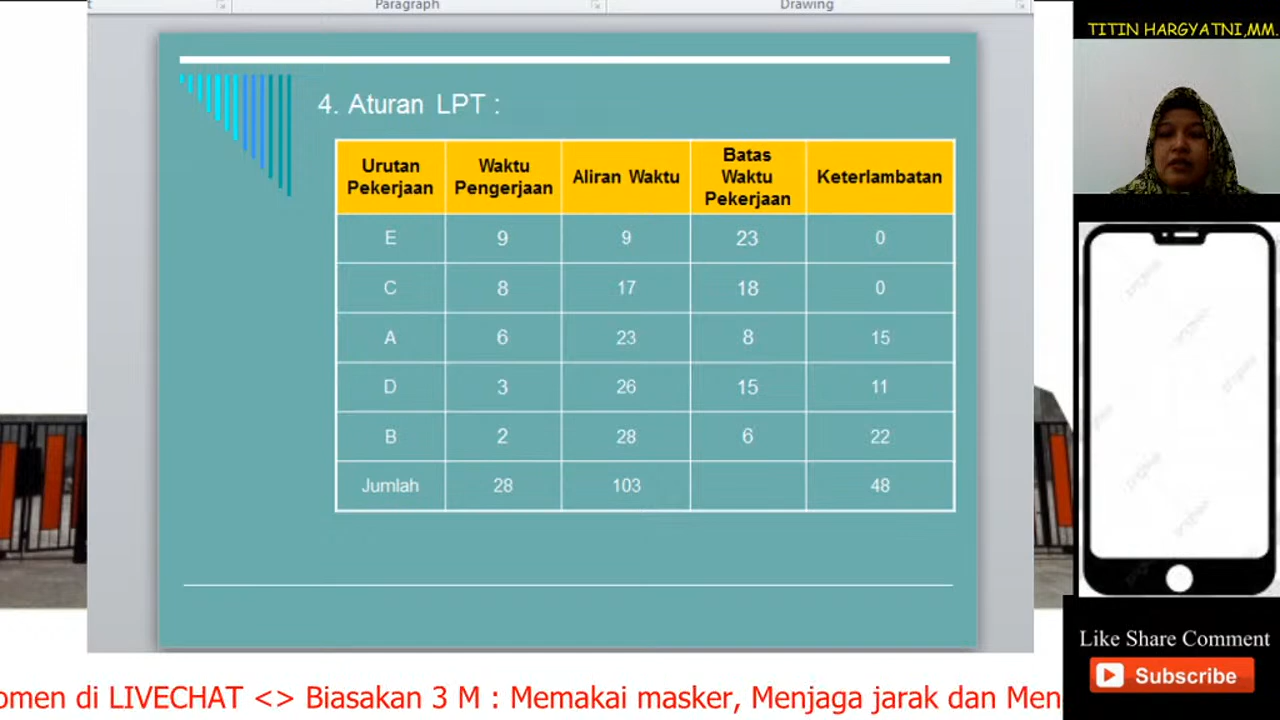 Paragraph
Drawing
TITIN HARGYATNI,MM.
4. Aturan LPT :
Urutan Pekerjaan | Waktu Pengerjaan | Aliran Waktu | Batas Waktu Pekerjaan | Keterlambatan
E | 9 | 9 | 23 | 0
C | 8 | 17 | 18 | 0
A | 6 | 23 | 8 | 15
D | 3 | 26 | 15 | 11
B | 2 | 28 | 6 | 22
Jumlah | 28 | 103 | | 48
Like Share Comment
Subscribe
omen di LIVECHAT <> Biasakan 3 M : Memakai masker, Menjaga jarak dan Men